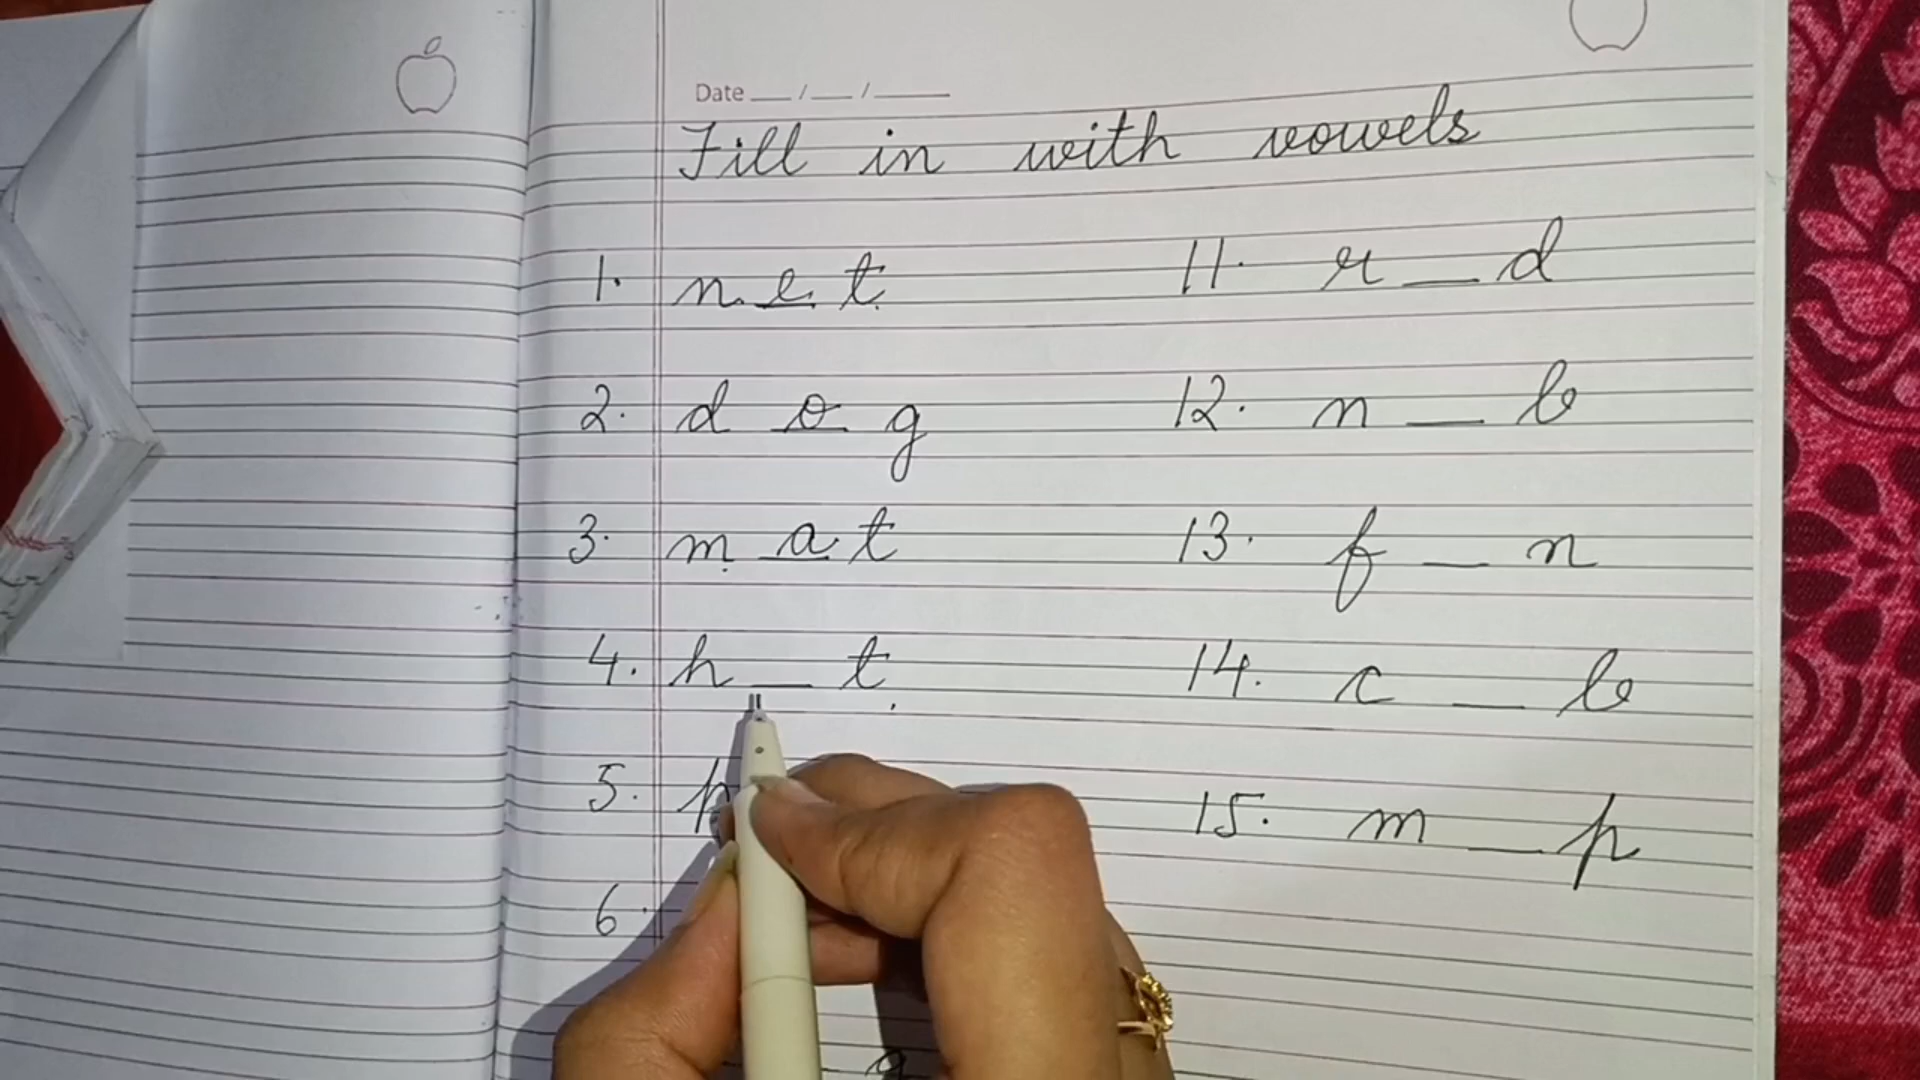 Date __/__/____
Fill in with vowels
1. n e t
2. d o g
3. m a t
4. h _ t
5. p
6.
11. r _ d
12. n _ b
13. f _ n
14. c _ b
15. m _ p
g